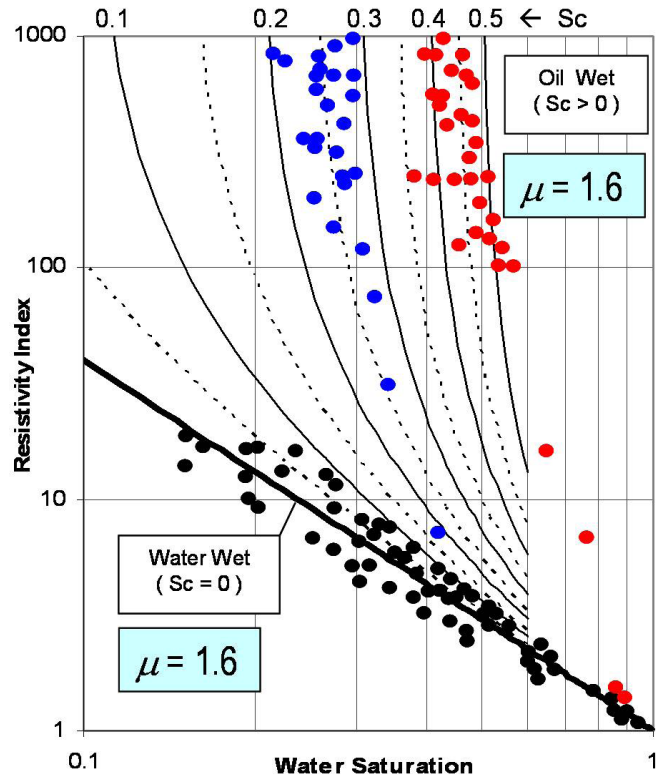 0.1 0.2 0.3 0.4 0.5 ← Sc
1000
100
10
1
Resistivity Index
Oil Wet
( Sc > 0 )
μ = 1.6
Water Wet
( Sc = 0 )
μ = 1.6
0.1 Water Saturation 1